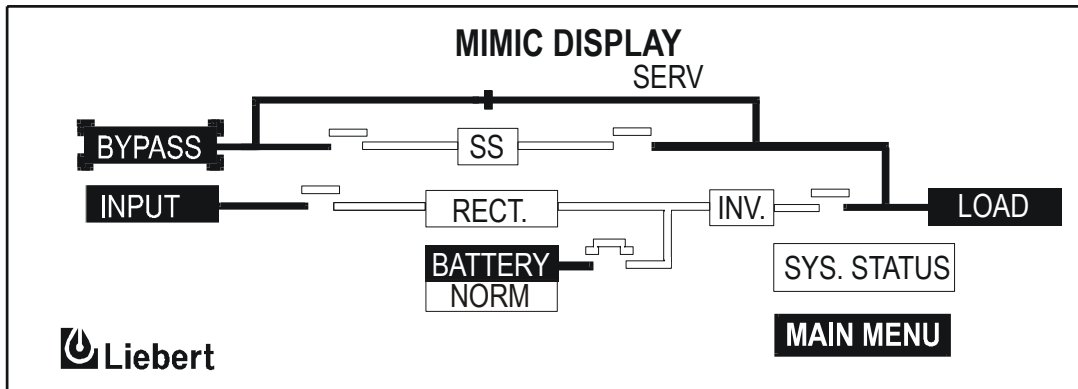 MIMIC DISPLAY
SERV
BYPASS
SS
INPUT
RECT.
INV.
LOAD
BATTERY
NORM
SYS. STATUS
MAIN MENU
Liebert